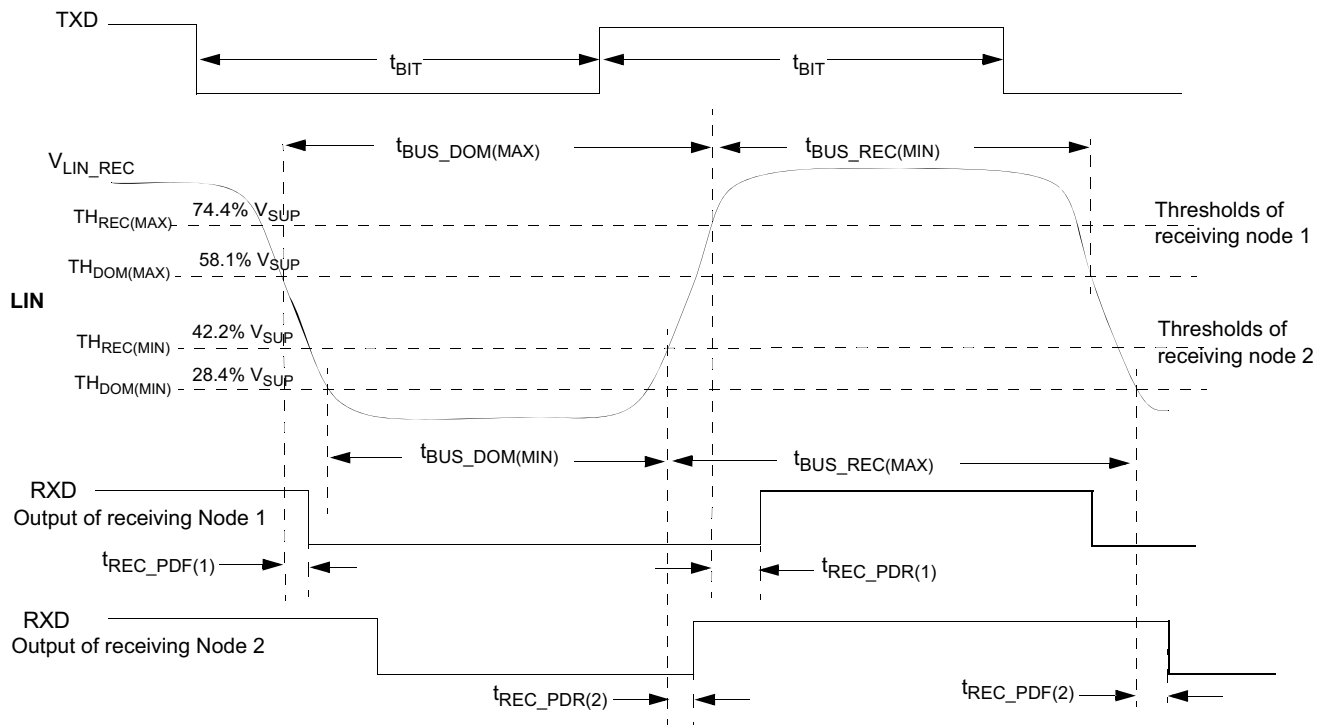 TXD
tBIT
tBIT
tBUS_DOM(MAX)
tBUS_REC(MIN)
VLIN_REC
THREC(MAX)
74.4% VSUP
Thresholds of
receiving node 1
THDOM(MAX)
58.1% VSUP
LIN
THREC(MIN)
42.2% VSUP
Thresholds of
receiving node 2
THDOM(MIN)
28.4% VSUP
tBUS_DOM(MIN)
tBUS_REC(MAX)
RXD
Output of receiving Node 1
tREC_PDF(1)
tREC_PDR(1)
RXD
Output of receiving Node 2
tREC_PDR(2)
tREC_PDF(2)